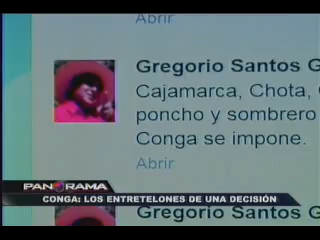 Abrir
Gregorio Santos G
Cajamarca, Chota,
poncho y sombrero
Conga se impone.
Abrir
PANORAMA
CONGA: LOS ENTRETELONES DE UNA DECISIÓN
Gregorio Santos G